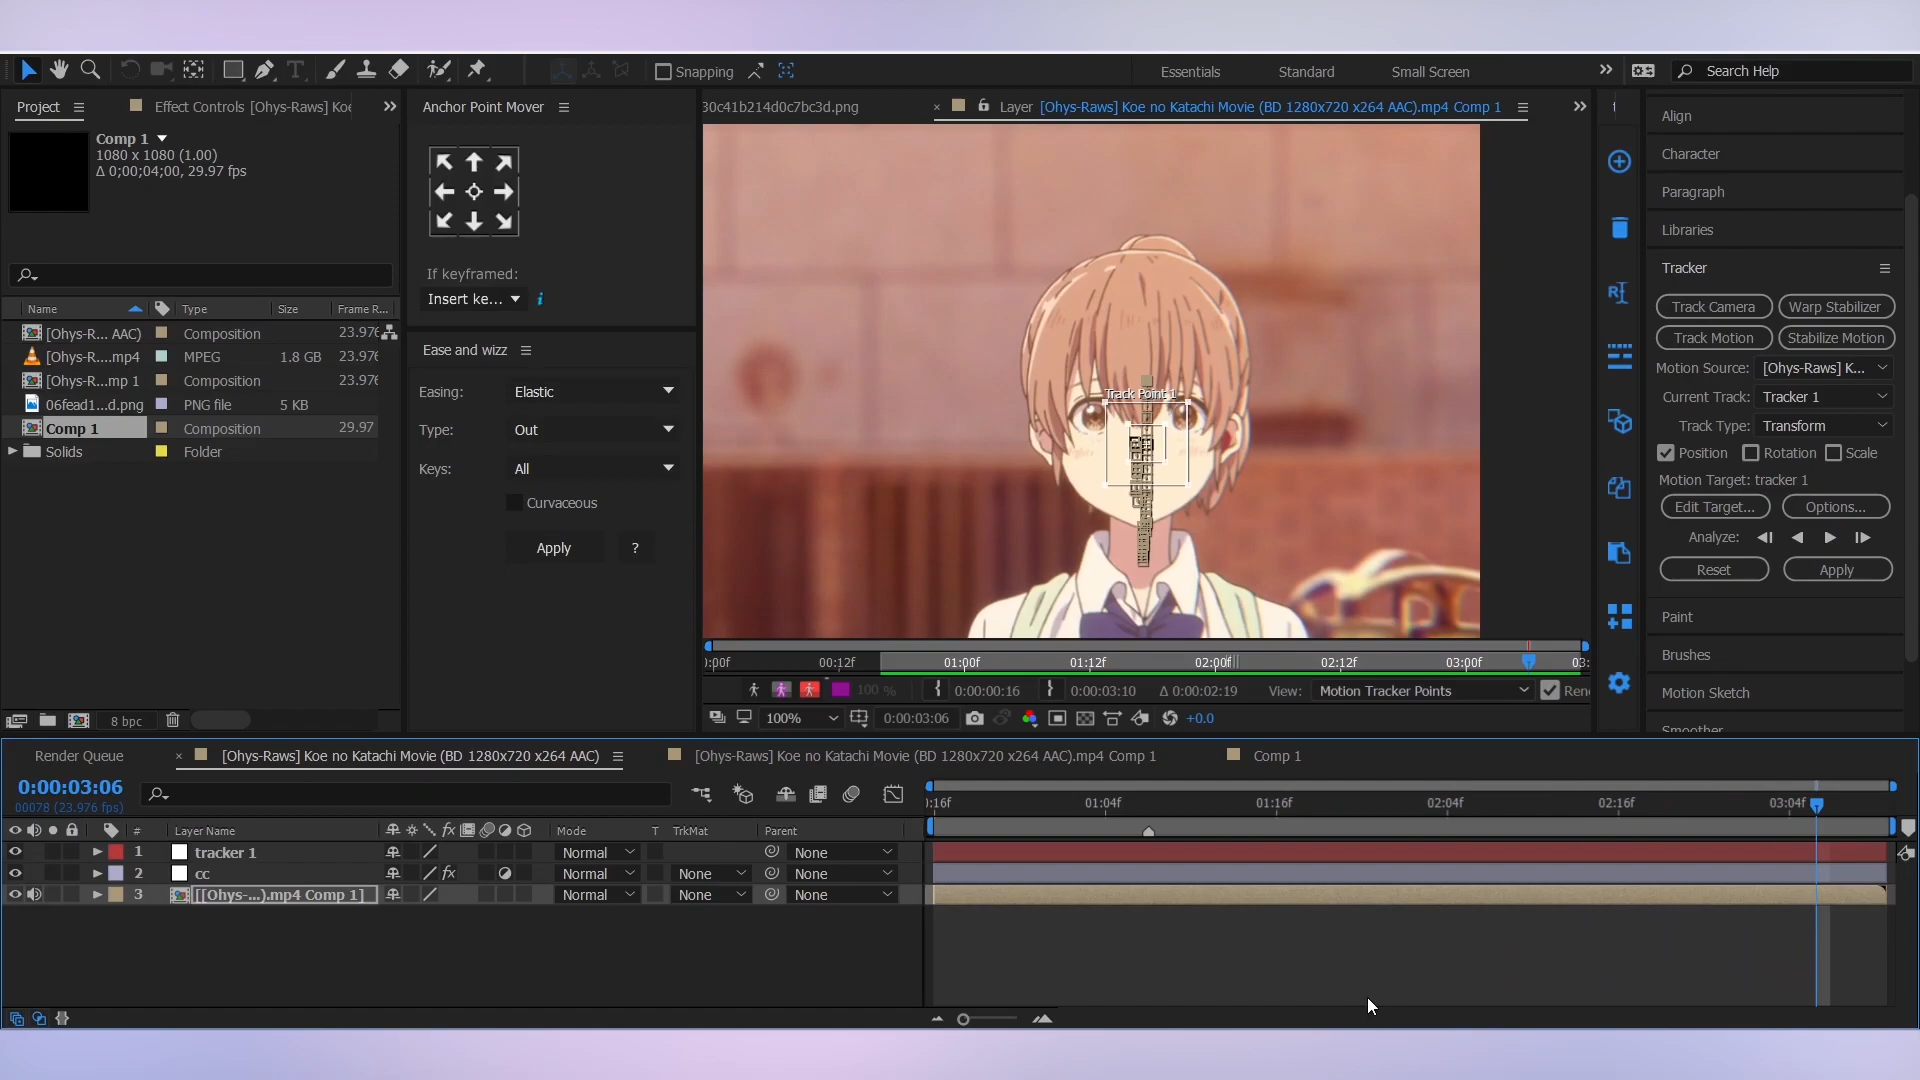 Snapping
Essentials
Standard
Small Screen
Search Help
Project
Effect Controls [Ohys-Raws] Koe
Anchor Point Mover
30c41b214d0c7bc3d.png
Layer [Ohys-Raws] Koe no Katachi Movie (BD 1280x720 x264 AAC).mp4 Comp 1
Align
Comp 1
1080 x 1080 (1.00)
Δ 0;00;04;00, 29.97 fps
Character
Paragraph
Libraries
If keyframed:
Insert ke...
Tracker
Name
Type
Size
Frame R...
Track Camera
Warp Stabilizer
[Ohys-R... AAC)
Composition
23.976
Track Motion
Stabilize Motion
[Ohys-R....mp4
MPEG
1.8 GB
23.976
Ease and wizz
Motion Source:
[Ohys-Raws] K...
[Ohys-R...mp 1
Composition
23.976
Easing:
Elastic
Current Track:
Tracker 1
06fead1...d.png
PNG file
5 KB
Track Point 1
Comp 1
Composition
29.97
Type:
Out
Track Type:
Transform
Solids
Folder
Position
Rotation
Scale
Keys:
All
Motion Target: tracker 1
Curvaceous
Edit Target...
Options...
Analyze:
Apply
?
Reset
Apply
Paint
Brushes
Motion Sketch
Smoother
:00f
00:12f
01:00f
01:12f
02:00f
02:12f
03:00f
03:
100 %
0:00:00:16
0:00:03:10
Δ 0:00:02:19
View:
Motion Tracker Points
Ren
8 bpc
100%
0:00:03:06
+0.0
Render Queue
[Ohys-Raws] Koe no Katachi Movie (BD 1280x720 x264 AAC)
[Ohys-Raws] Koe no Katachi Movie (BD 1280x720 x264 AAC).mp4 Comp 1
Comp 1
0:00:03:06
00078 (23.976 fps)
:16f
01:04f
01:16f
02:04f
02:16f
03:04f
#
Layer Name
fx
Mode
T
TrkMat
Parent
1
tracker 1
Normal
None
2
cc
fx
Normal
None
None
3
[[Ohys-...).mp4 Comp 1]
Normal
None
None